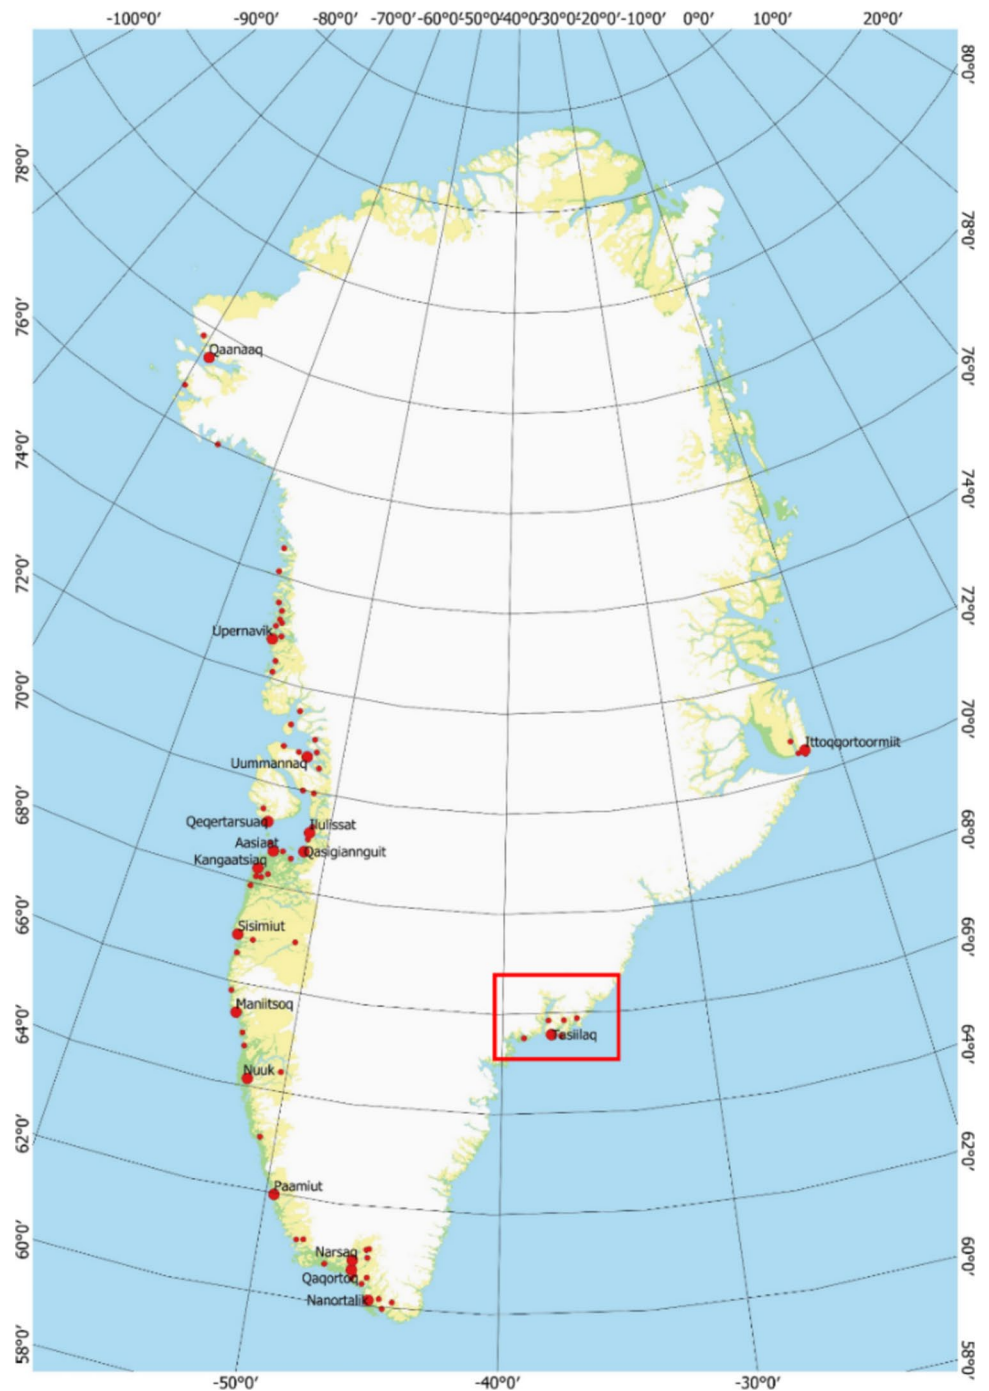 -100°0' -90°0' -80°0' -70°0'-60°0'-50°0'-40°0'-30°0'-20°0'-10°0' 0°0' 10°0' 20°0'
80°0'
78°0'
78°0'
76°0'
76°0'
Qaanaaq
74°0'
74°0'
72°0'
72°0'
Upernavik
70°0'
70°0'
Ittoqqortoormiit
Uummannaq
68°0'
68°0'
Qeqertarsuaq
Ilulissat
Aasiaat
Qasigiannguit
Kangaatsiaq
66°0'
66°0'
Sisimiut
Maniitsoq
64°0'
64°0'
Tasiilaq
Nuuk
62°0'
62°0'
Paamiut
60°0'
60°0'
Narsaq
Qaqortoq
Nanortalik
58°0'
58°0'
-50°0' -40°0' -30°0'